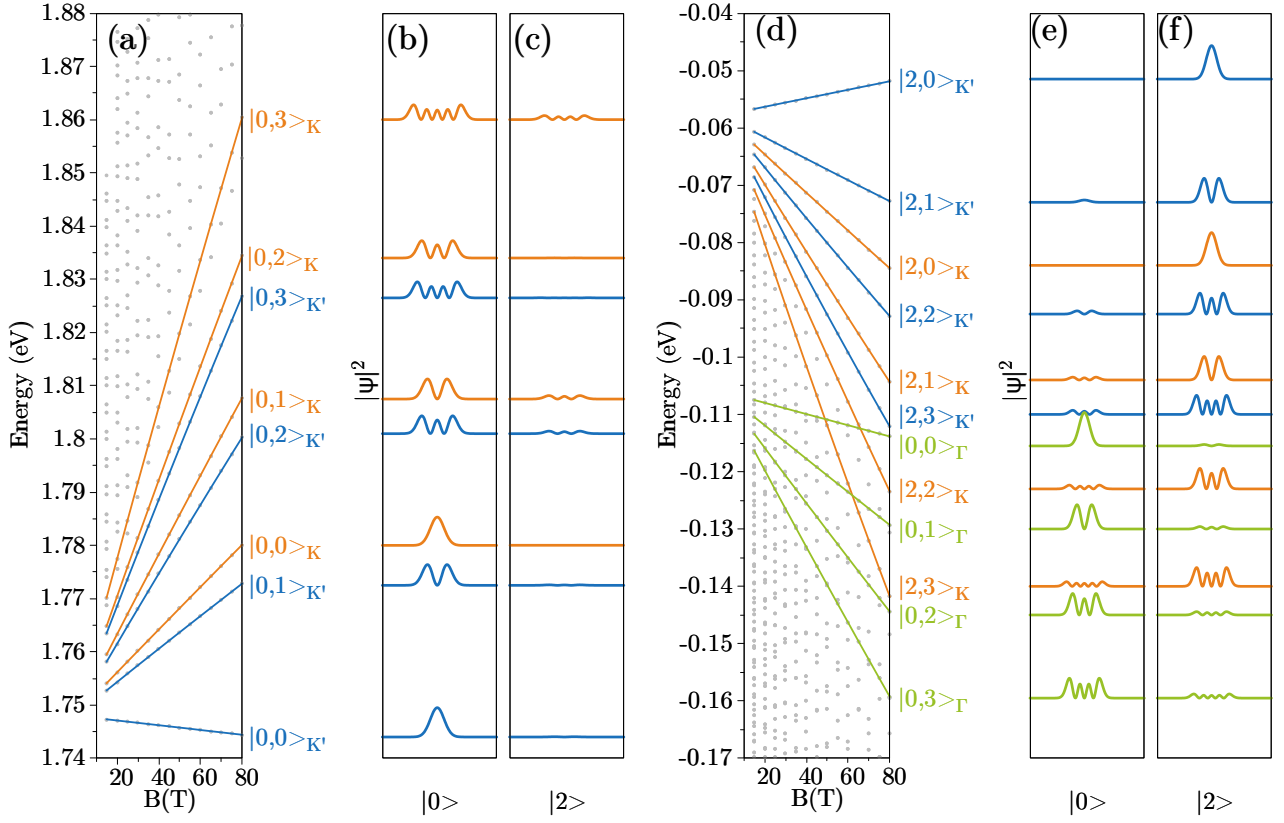 (a)
Energy (eV)
1.88
1.87
1.86
1.85
1.84
1.83
1.82
1.81
1.8
1.79
1.78
1.77
1.76
1.75
1.74
20
40
60
80
B(T)
|0,3>K
|0,2>K
|0,3>K'
|0,1>K
|0,2>K'
|0,0>K
|0,1>K'
|0,0>K'
(b)
|ψ|²
|0>
(c)
|2>
(d)
Energy (eV)
-0.04
-0.05
-0.06
-0.07
-0.08
-0.09
-0.1
-0.11
-0.12
-0.13
-0.14
-0.15
-0.16
-0.17
20
40
60
80
B(T)
|2,0>K'
|2,1>K'
|2,0>K
|2,2>K'
|2,1>K
|2,3>K'
|0,0>Γ
|2,2>K
|0,1>Γ
|2,3>K
|0,2>Γ
|0,3>Γ
(e)
|ψ|²
|0>
(f)
|2>